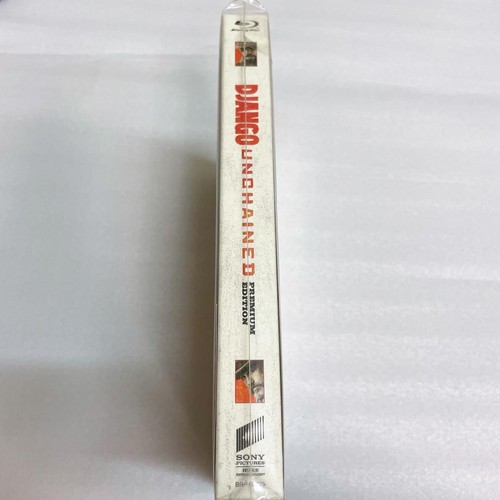 DJANGO
UNCHAINED
PREMIUM
EDITION
SONY
PICTURES